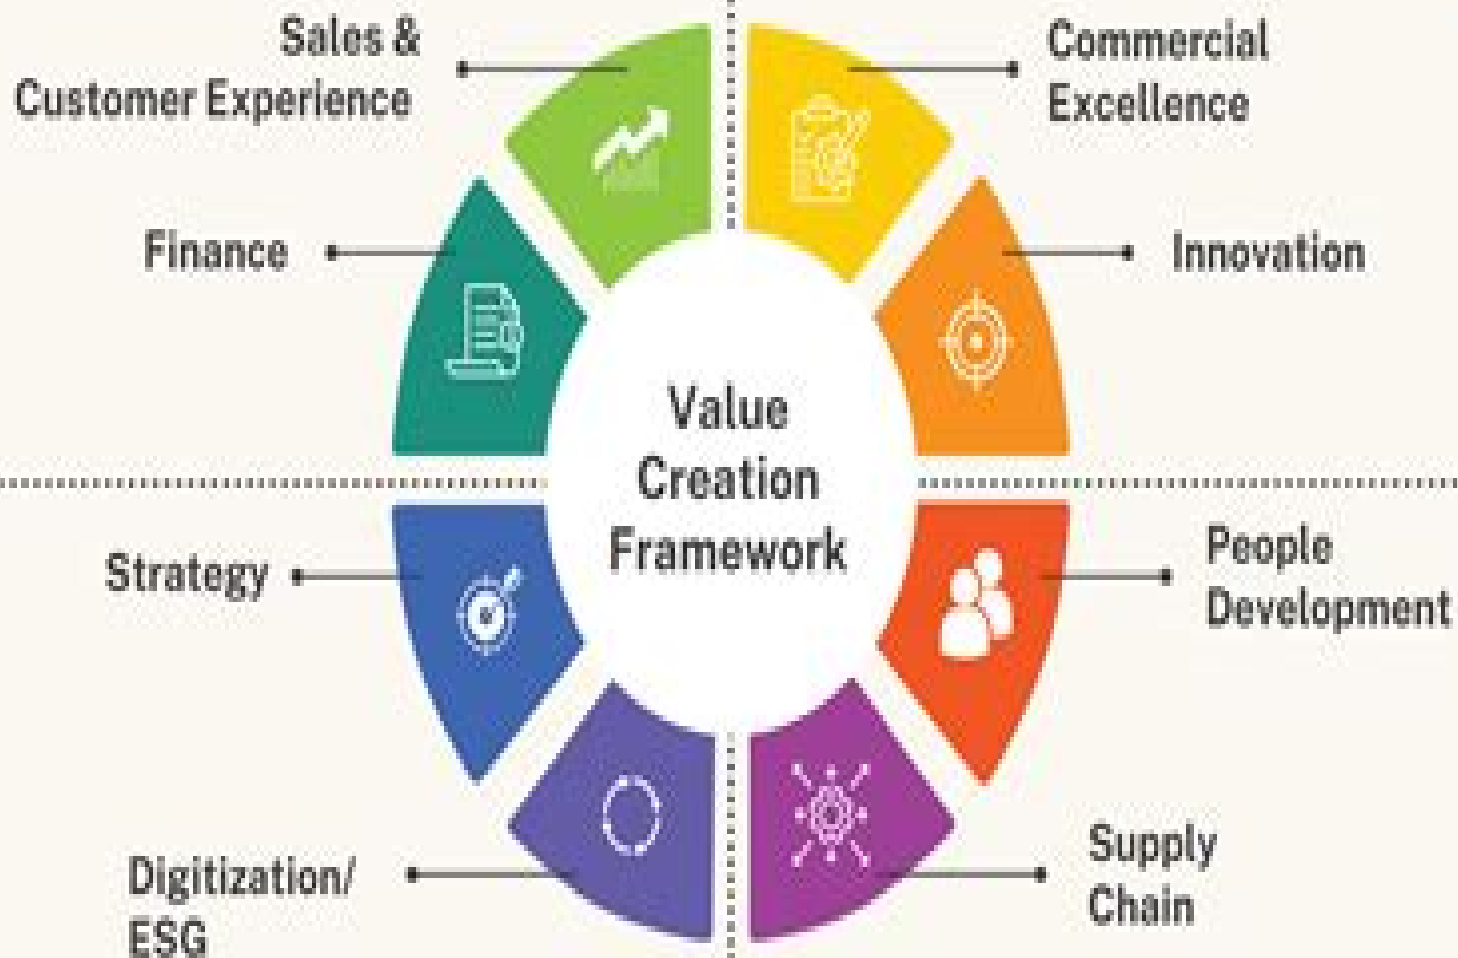 Sales &
Customer Experience
Commercial
Excellence
Finance
Innovation
Value
Creation
Framework
Strategy
People
Development
Digitization/
ESG
Supply
Chain